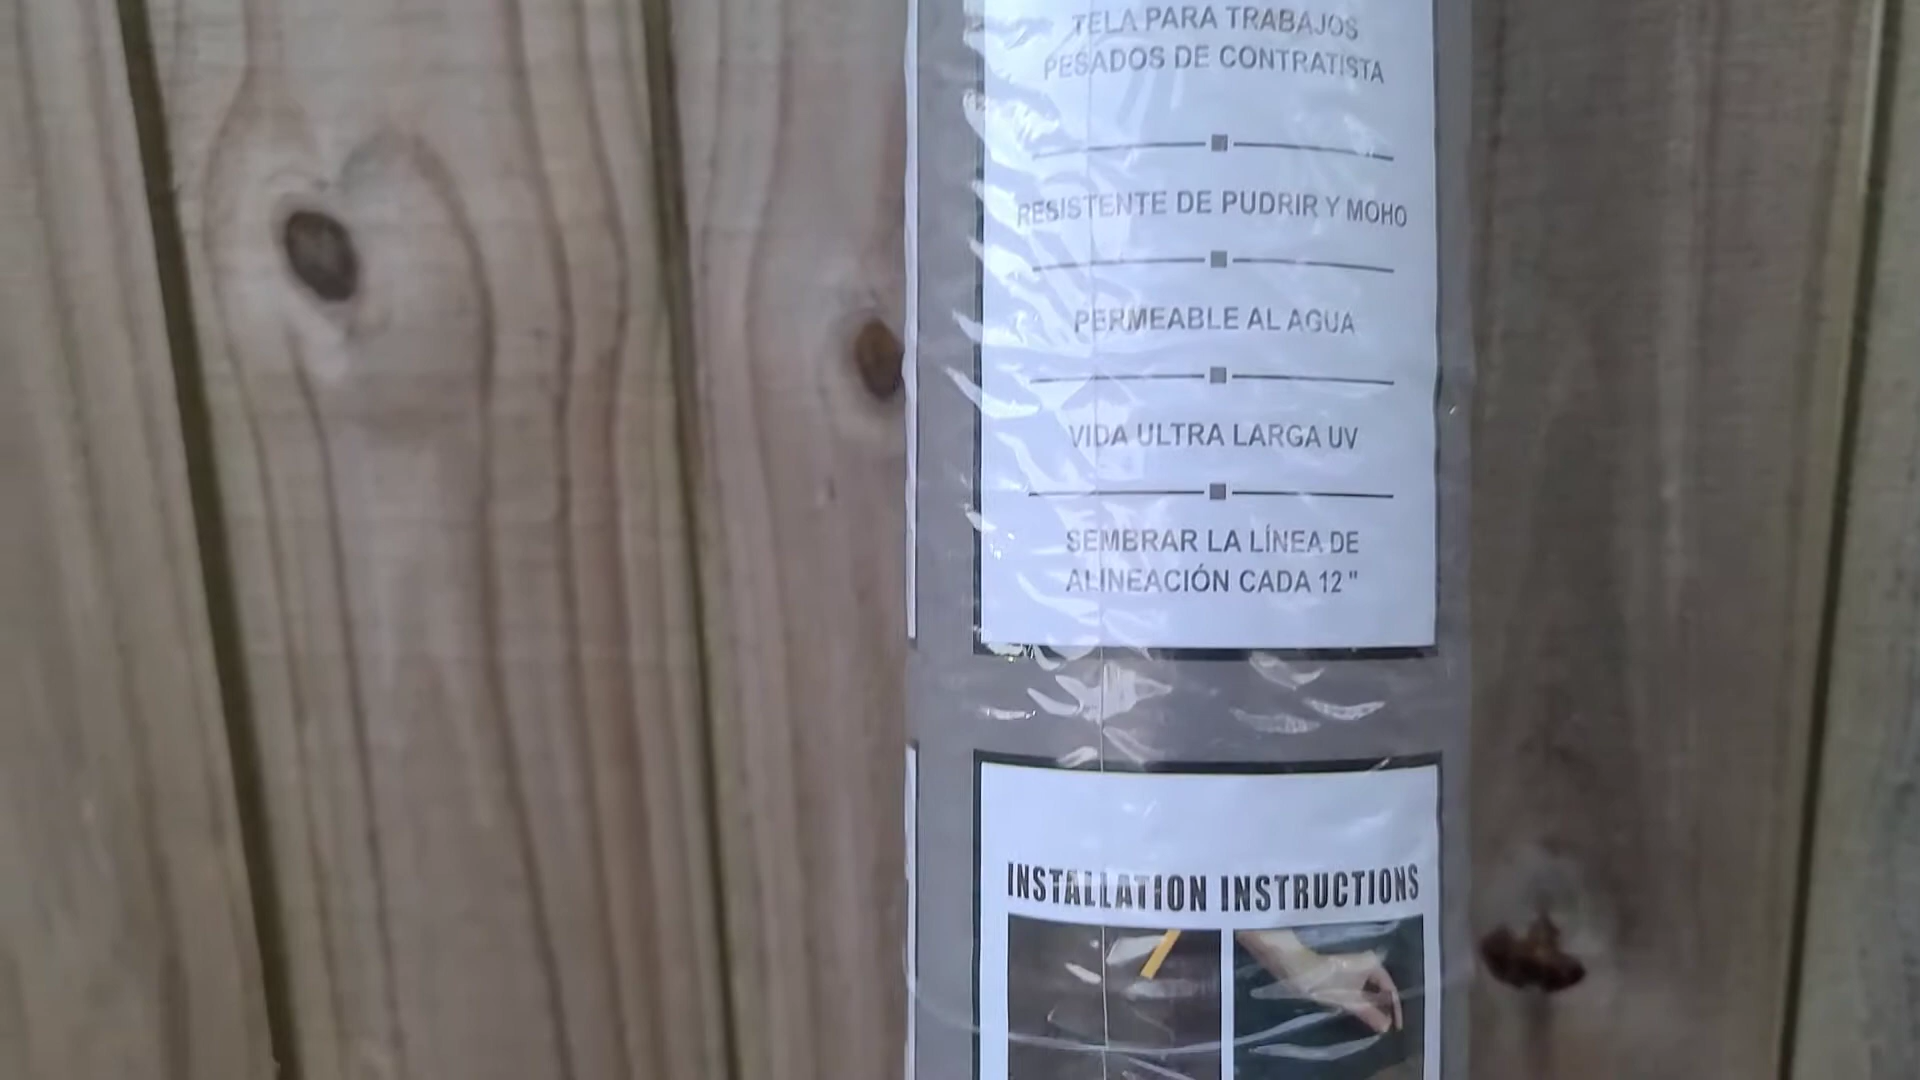 TELA PARA TRABAJOS
PESADOS DE CONTRATISTA
RESISTENTE DE PUDRIR Y MOHO
PERMEABLE AL AGUA
VIDA ULTRA LARGA UV
SEMBRAR LA LÍNEA DE
ALINEACIÓN CADA 12 "
INSTALLATION INSTRUCTIONS